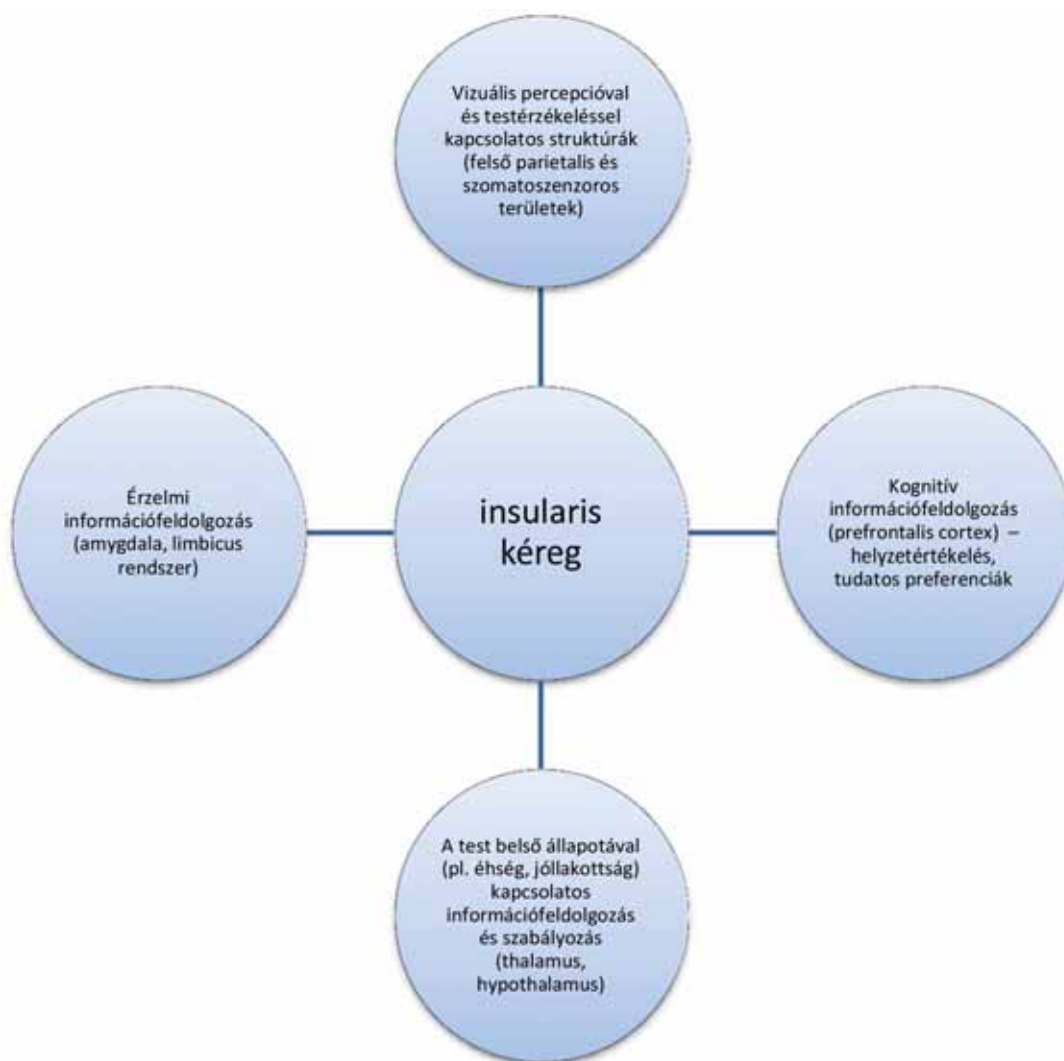 Vizuális percepcióval
és testérzékeléssel
kapcsolatos struktúrák
(felső parietalis és
szomatoszenzoros
területek)
Érzelmi
információfeldolgozás
(amygdala, limbicus
rendszer)
insularis
kéreg
Kognitív
információfeldolgozás
(prefrontalis cortex) –
helyzetértékelés,
tudatos preferenciák
A test belső állapotával
(pl. éhség, jóllakottság)
kapcsolatos
információfeldolgozás
és szabályozás
(thalamus,
hypothalamus)